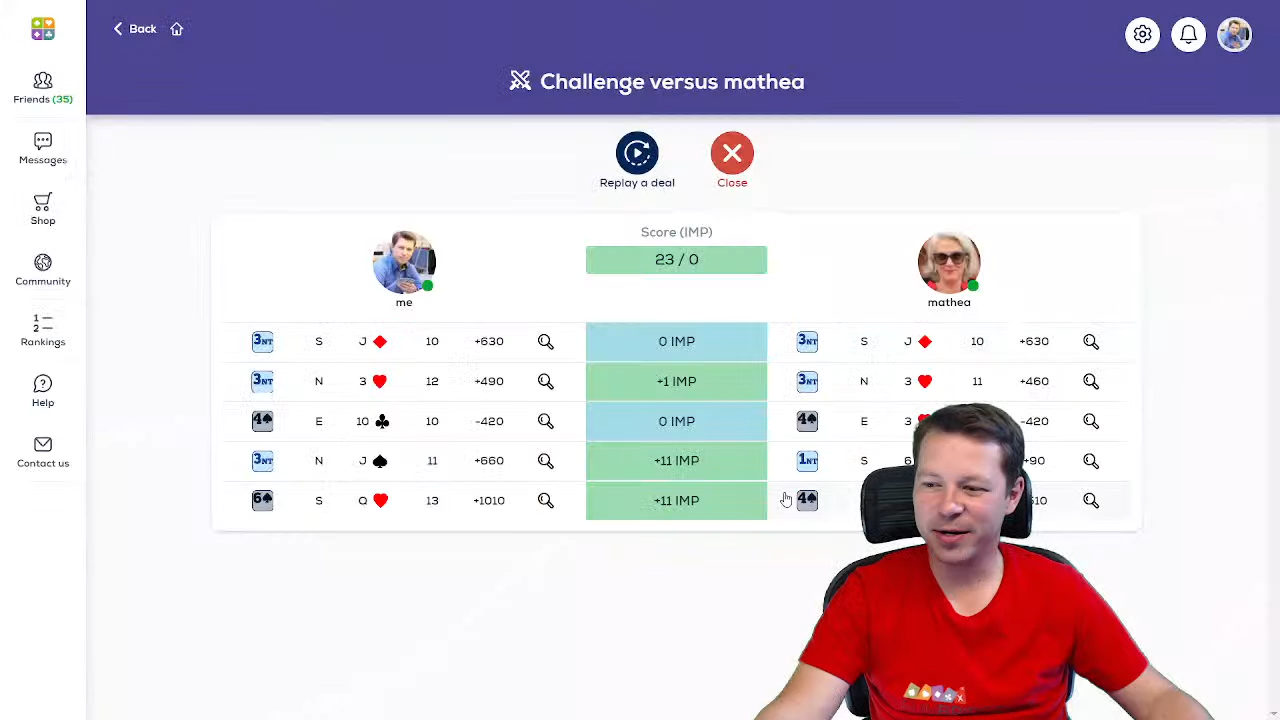 Back
Challenge versus mathea
Friends (35)
Messages
Shop
Community
1
2
Rankings
Help
Contact us
Replay a deal
Close
Score (IMP)
23 / 0
me
mathea
3NT S J♦ 10 +630 0 IMP 3NT S J♦ 10 +630
3NT N 3♥ 12 +490 +1 IMP 3NT N 3♥ 11 +460
4♠ E 10♣ 10 -420 0 IMP 4♠ E 3♥ -420
3NT N J♠ 11 +660 +11 IMP 1NT S 6 +90
6♠ S Q♥ 13 +1010 +11 IMP 4♠